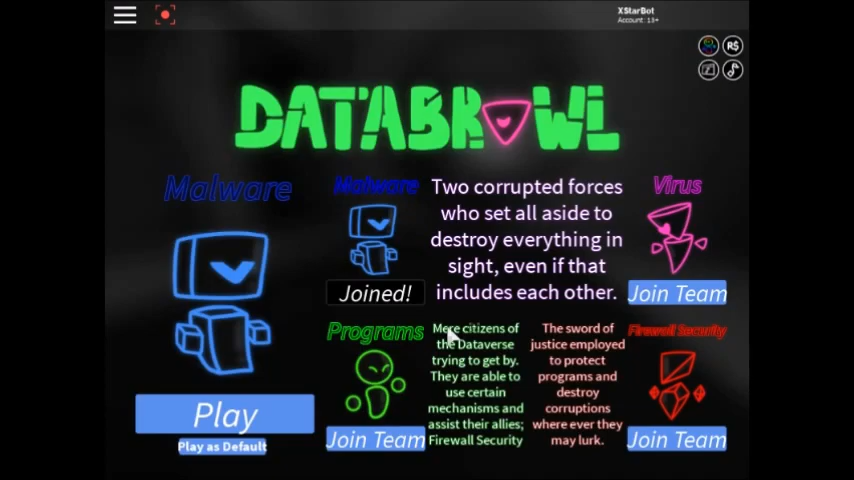 XStarBot
Account: 13+
R$
DATABRAWL
Malware
Malware
Joined!
Two corrupted forces
who set all aside to
destroy everything in
sight, even if that
includes each other.
Virus
Join Team
Programs
Join Team
Mere citizens of
the Dataverse
trying to get by.
They are able to
use certain
mechanisms and
assist their allies;
Firewall Security
The sword of
justice employed
to protect
programs and
destroy
corruptions
where ever they
may lurk.
Firewall Security
Join Team
Play
Play as Default